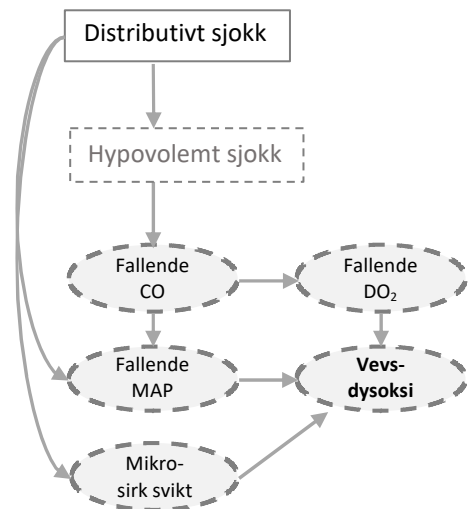 Distributivt sjokk
Hypovolemt sjokk
Fallende
CO
Fallende
DO₂
Fallende
MAP
Vevs-
dysoksi
Mikro-
sirk svikt